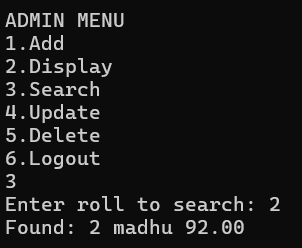 ADMIN MENU
1.Add
2.Display
3.Search
4.Update
5.Delete
6.Logout
3
Enter roll to search: 2
Found: 2 madhu 92.00